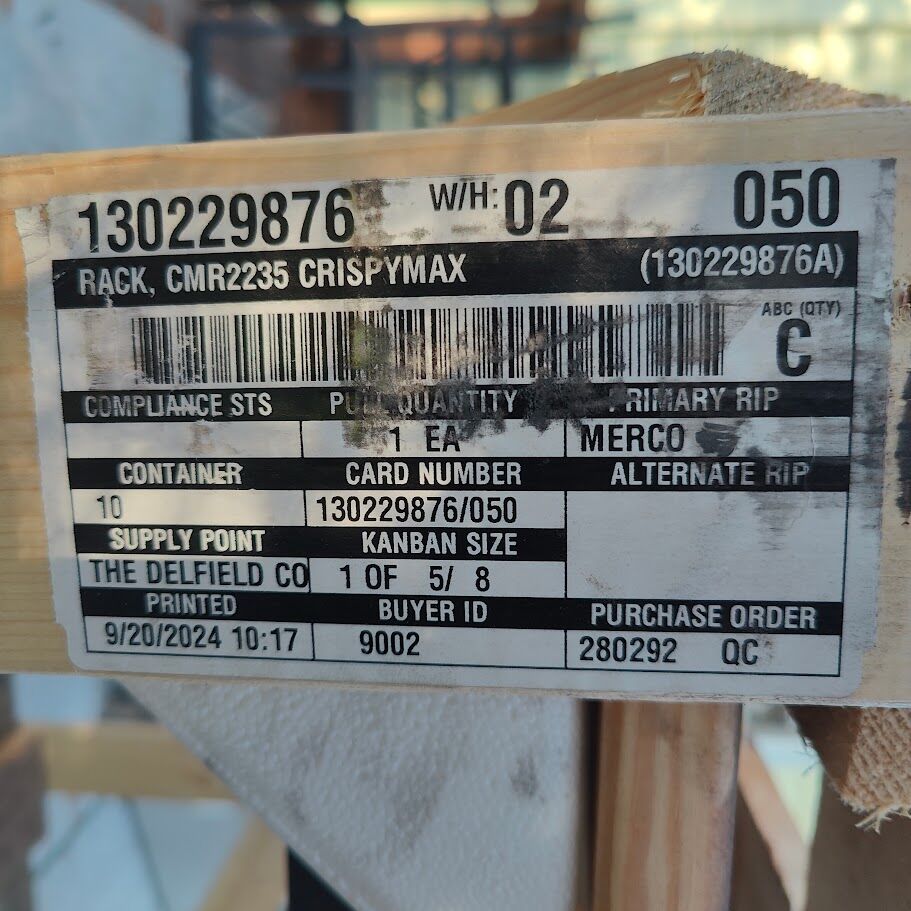 130229876 W/H: 02 050
RACK, CMR2235 CRISPYMAX (130229876A)
ABC (QTY)
C
COMPLIANCE STS PULL QUANTITY PRIMARY RIP
1 EA MERCO
CONTAINER CARD NUMBER ALTERNATE RIP
10 130229876/050
SUPPLY POINT KANBAN SIZE
THE DELFIELD CO 1 OF 5/ 8
PRINTED BUYER ID PURCHASE ORDER
9/20/2024 10:17 9002 280292 QC